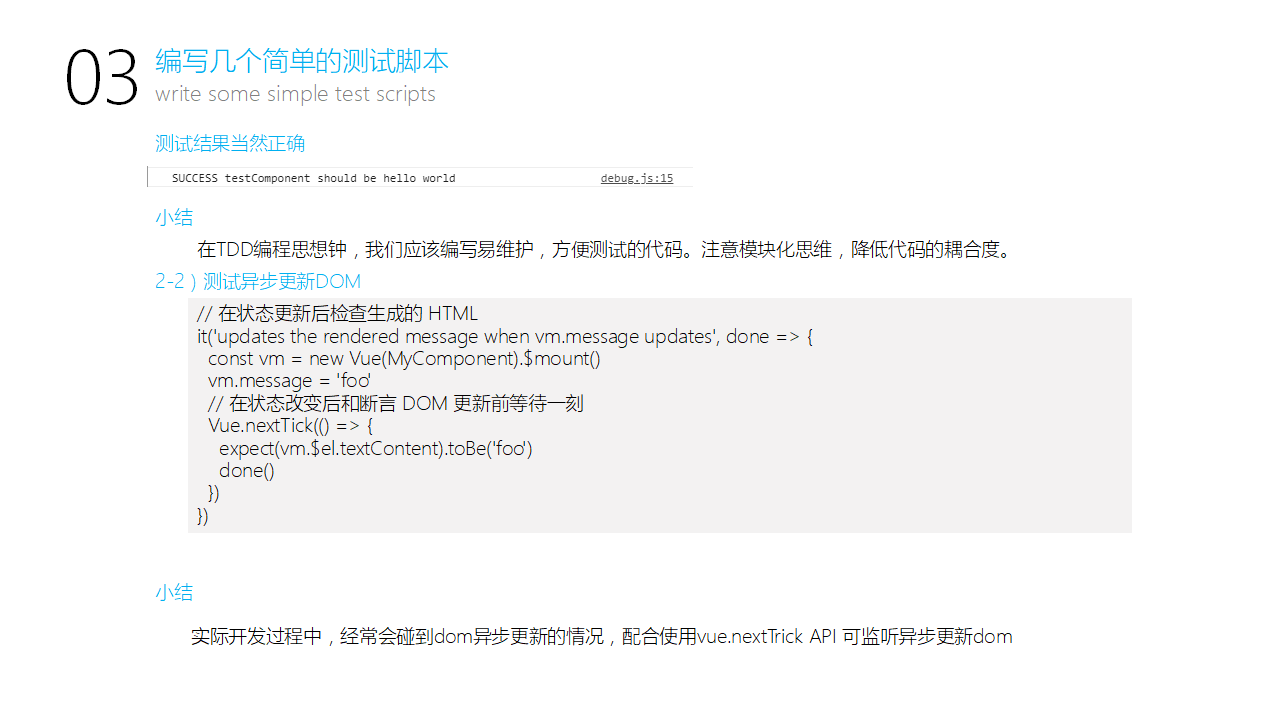 03
编写几个简单的测试脚本
write some simple test scripts
测试结果当然正确
SUCCESS testComponent should be hello world debug.js:15
小结
在TDD编程思想钟，我们应该编写易维护，方便测试的代码。注意模块化思维，降低代码的耦合度。
2-2）测试异步更新DOM
// 在状态更新后检查生成的 HTML
it('updates the rendered message when vm.message updates', done => {
  const vm = new Vue(MyComponent).$mount()
  vm.message = 'foo'
  // 在状态改变后和断言 DOM 更新前等待一刻
  Vue.nextTick(() => {
    expect(vm.$el.textContent).toBe('foo')
    done()
  })
})
小结
实际开发过程中，经常会碰到dom异步更新的情况，配合使用vue.nextTrick API 可监听异步更新dom